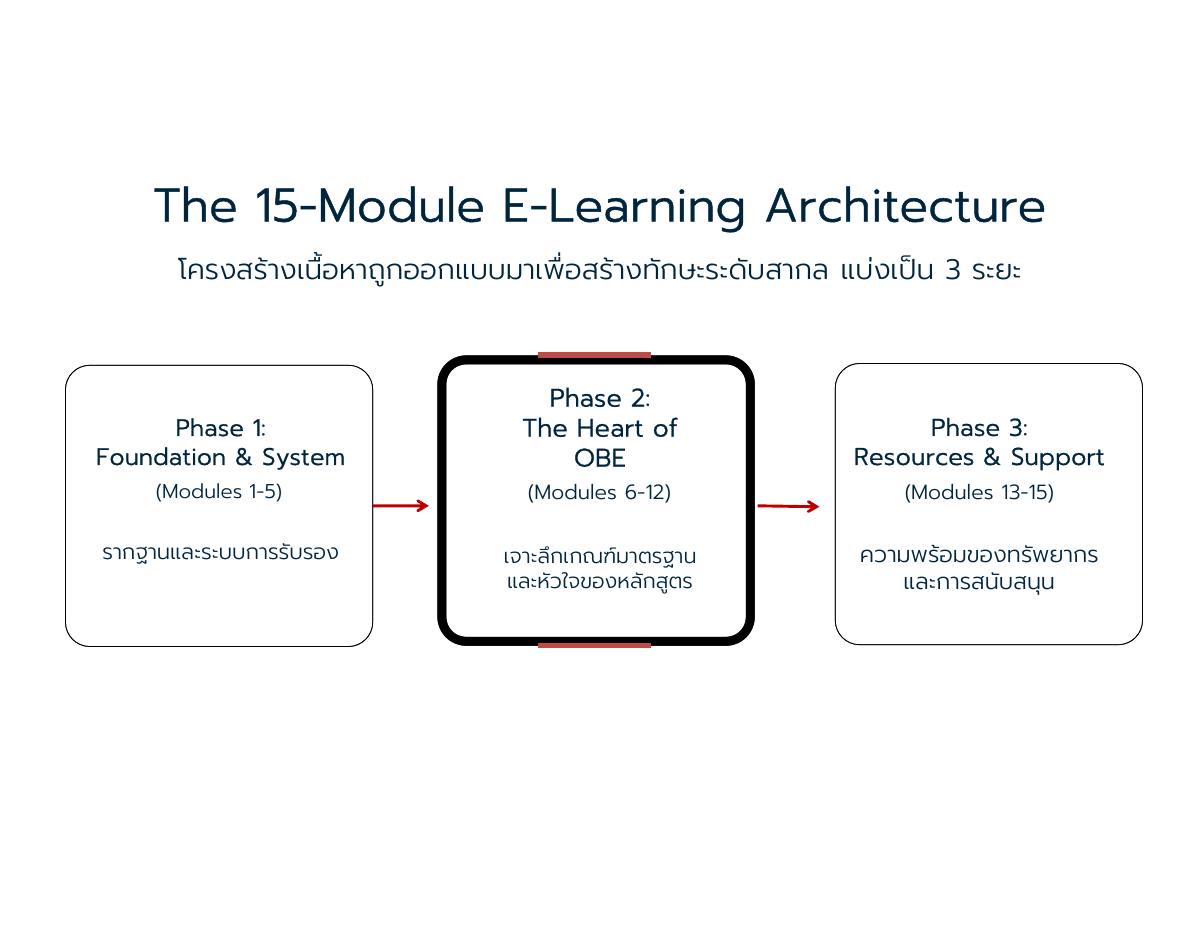 The 15-Module E-Learning Architecture
โครงสร้างเนื้อหาถูกออกแบบมาเพื่อสร้างทักษะระดับสากล แบ่งเป็น 3 ระยะ
Phase 1:
Foundation & System
(Modules 1-5)
รากฐานและระบบการรับรอง
Phase 2:
The Heart of
OBE
(Modules 6-12)
เจาะลึกเกณฑ์มาตรฐาน
และหัวใจของหลักสูตร
Phase 3:
Resources & Support
(Modules 13-15)
ความพร้อมของทรัพยากร
และการสนับสนุน